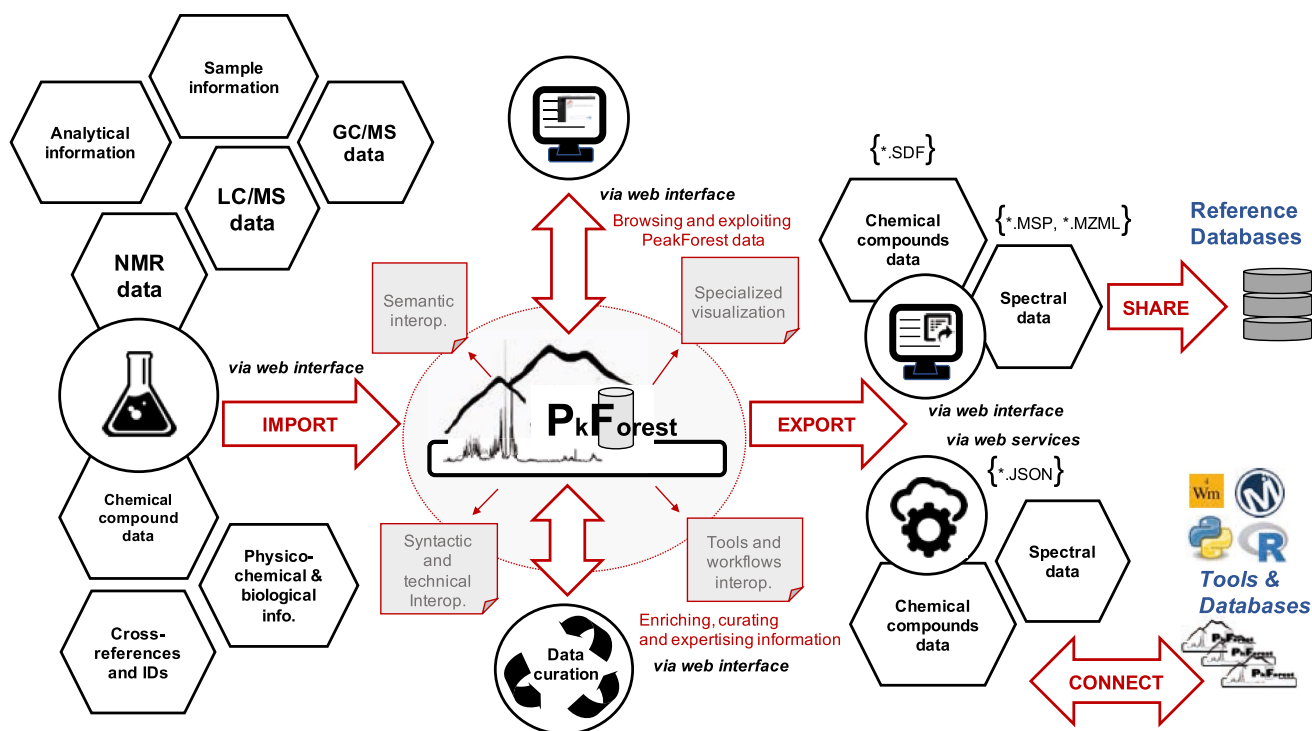 Sample
information
Analytical
information
GC/MS
data
LC/MS
data
NMR
data
via web interface
IMPORT
Chemical
compound
data
Physico-
chemical &
biological
info.
Cross-
references
and IDs
via web interface
Browsing and exploiting
PeakForest data
Semantic
interop.
Specialized
visualization
PkForest
Syntactic
and
technical
Interop.
Tools and
workflows
interop.
Enriching, curating
and expertising information
via web interface
Data
curation
EXPORT
{*.SDF}
Chemical
compounds
data
{*.MSP, *.MZML}
Spectral
data
via web interface
via web services
{*.JSON}
Spectral
data
Chemical
compounds
data
SHARE
Reference
Databases
4
Wm
M
R
Tools &
Databases
CONNECT
PkForest